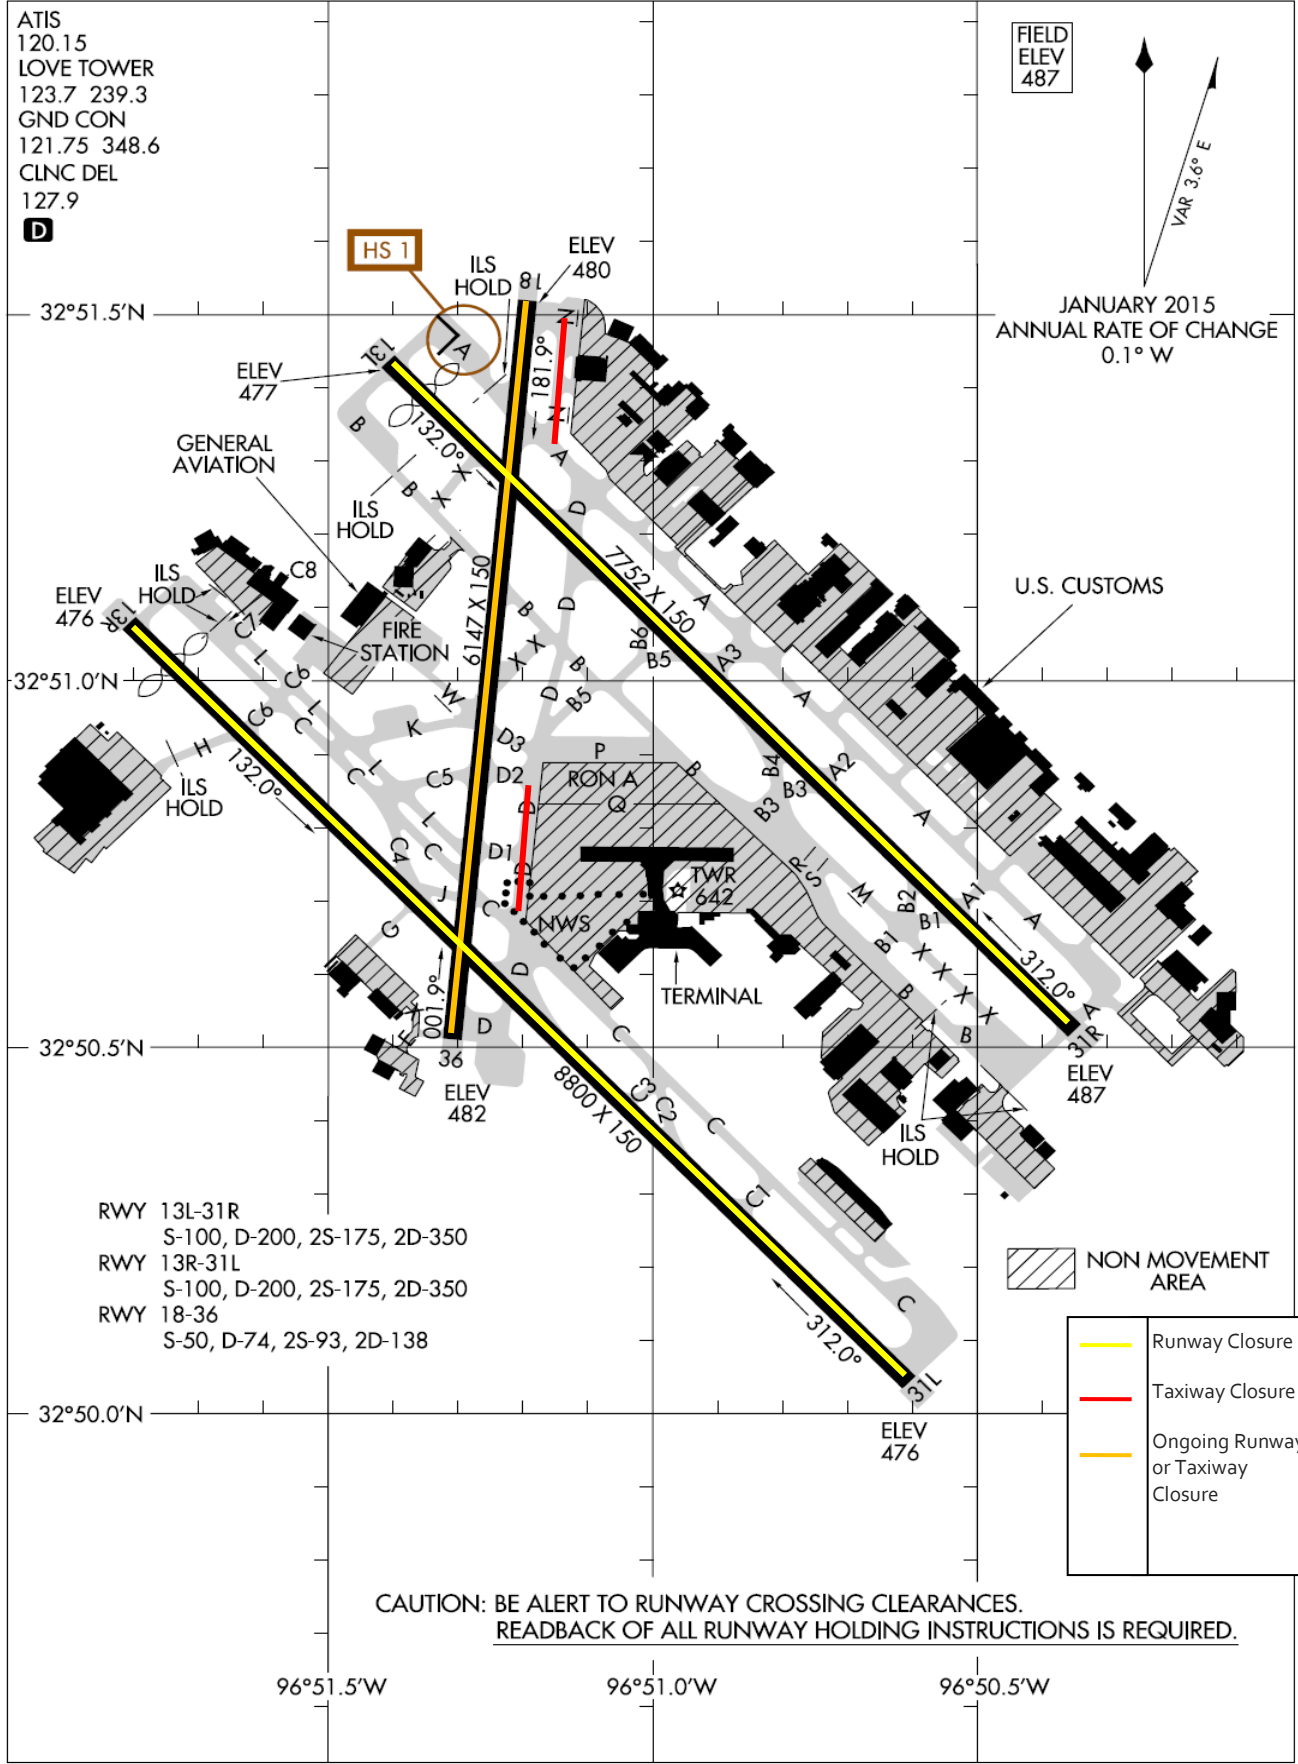 ATIS
120.15
LOVE TOWER
123.7 239.3
GND CON
121.75 348.6
CLNC DEL
127.9
D
FIELD
ELEV
487
VAR 3.6° E
JANUARY 2015
ANNUAL RATE OF CHANGE
0.1° W
HS 1
ILS
HOLD
ELEV
480
18
32°51.5'N
13L
A
N
181.9°
N
ELEV
477
B
132.0°
X
X
A
GENERAL
AVIATION
B
ILS
HOLD
D
7752 X 150
A
U.S. CUSTOMS
C8
ILS
HOLD
ELEV
476
13R
C7
FIRE
STATION
6147 X 150
B
D
X X
B6
B5
A3
32°51.0'N
L
C6
B
B5
D
A
W
L
C
C6
K
H
132.0°
D3
P
B
RON A
Q
B4
A2
B3
B3
ILS
HOLD
L
C
C5
D2
D
A
L
C
C4
D1
D
TWR
642
R
S
M
B2
A1
B1
A
J
C
NWS
G
D
B1
X
X
X
X
312.0°
TERMINAL
B
A
B
31R
001.9°
F
X
D
C
32°50.5'N
36
ELEV
482
ELEV
487
8800 X 150
C3
C2
C
ILS
HOLD
C1
RWY 13L-31R
S-100, D-200, 2S-175, 2D-350
RWY 13R-31L
S-100, D-200, 2S-175, 2D-350
RWY 18-36
S-50, D-74, 2S-93, 2D-138
NON MOVEMENT
AREA
C
312.0°
31L
Runway Closure
Taxiway Closure
Ongoing Runway
or Taxiway
Closure
32°50.0'N
ELEV
476
CAUTION: BE ALERT TO RUNWAY CROSSING CLEARANCES.
READBACK OF ALL RUNWAY HOLDING INSTRUCTIONS IS REQUIRED.
96°51.5'W
96°51.0'W
96°50.5'W